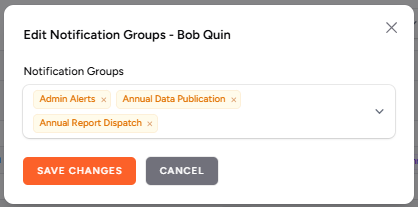 Edit Notification Groups - Bob Quin
Notification Groups
Admin Alerts × Annual Data Publication ×
Annual Report Dispatch ×
SAVE CHANGES CANCEL